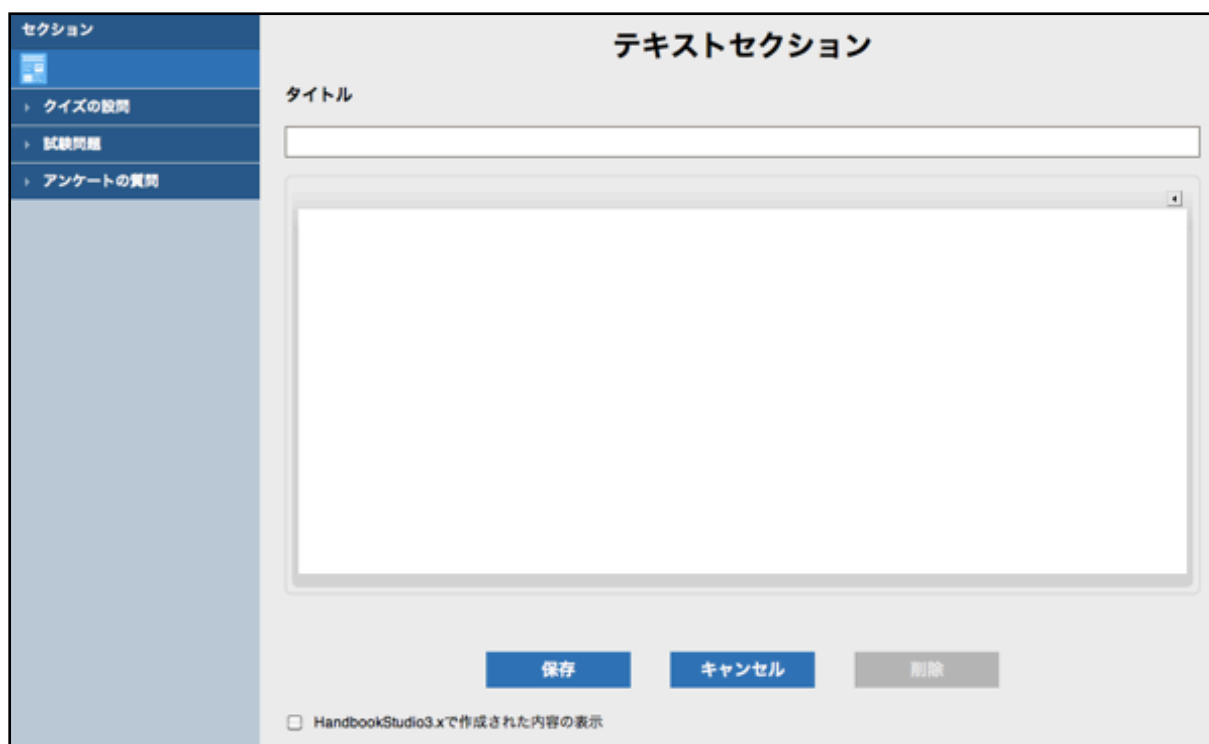 セクション
クイズの設問
試験問題
アンケートの質問
テキストセクション
タイトル
保存
キャンセル
削除
HandbookStudio3.xで作成された内容の表示